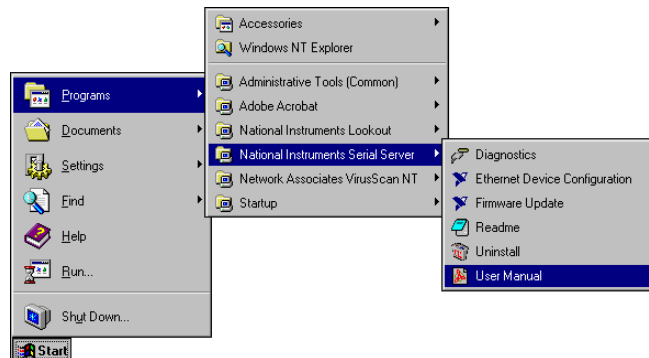 Programs
Documents
Settings
Find
Help
Run...
Shut Down...
Start
Accessories
Windows NT Explorer
Administrative Tools (Common)
Adobe Acrobat
National Instruments Lookout
National Instruments Serial Server
Network Associates VirusScan NT
Startup
Diagnostics
Ethernet Device Configuration
Firmware Update
Readme
Uninstall
User Manual